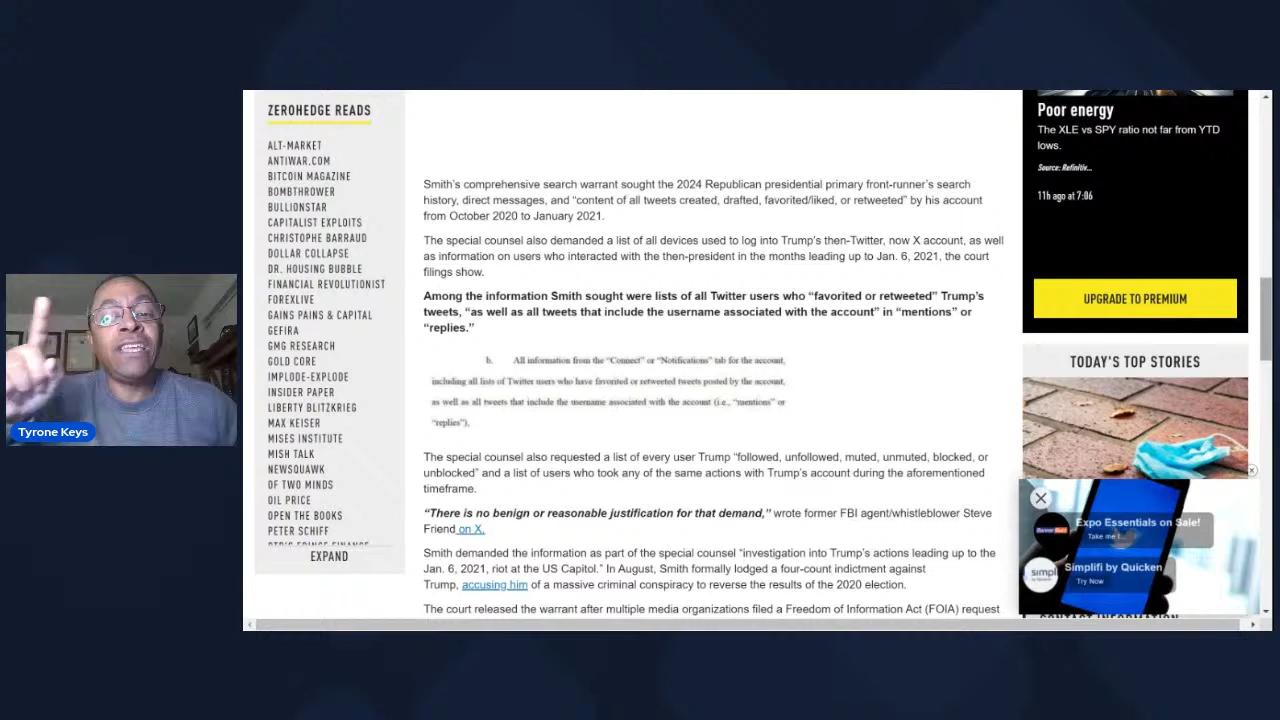 ZEROHEDGE READS
ALT-MARKET
ANTIWAR.COM
BITCOIN MAGAZINE
BOMBTHROWER
BULLIONSTAR
CAPITALIST EXPLOITS
CHRISTOPHE BARRAUD
DOLLAR COLLAPSE
DR. HOUSING BUBBLE
FINANCIAL REVOLUTIONIST
FOREXLIVE
GAINS PAINS & CAPITAL
GEFIRA
GMG RESEARCH
GOLD CORE
IMPLODE-EXPLODE
INSIDER PAPER
LIBERTY BLITZKRIEG
MAX KEISER
MISES INSTITUTE
MISH TALK
NEWSQUAWK
OF TWO MINDS
OIL PRICE
OPEN THE BOOKS
PETER SCHIFF
EXPAND
Tyrone Keys
Smith's comprehensive search warrant sought the 2024 Republican presidential primary front-runner's search
history, direct messages, and “content of all tweets created, drafted, favorited/liked, or retweeted” by his account
from October 2020 to January 2021.
The special counsel also demanded a list of all devices used to log into Trump's then-Twitter, now X account, as well
as information on users who interacted with the then-president in the months leading up to Jan. 6, 2021, the court
filings show.
Among the information Smith sought were lists of all Twitter users who “favorited or retweeted” Trump's
tweets, “as well as all tweets that include the username associated with the account” in “mentions” or
“replies.”
b. All information from the “Connect” or “Notifications” tab for the account,
including all lists of Twitter users who have favorited or retweeted tweets posted by the account,
as well as all tweets that include the username associated with the account (i.e., “mentions” or
“replies”),
The special counsel also requested a list of every user Trump “followed, unfollowed, muted, unmuted, blocked, or
unblocked” and a list of users who took any of the same actions with Trump's account during the aforementioned
timeframe.
“There is no benign or reasonable justification for that demand,” wrote former FBI agent/whistleblower Steve
Friend on X.
Smith demanded the information as part of the special counsel “investigation into Trump's actions leading up to the
Jan. 6, 2021, riot at the US Capitol.” In August, Smith formally lodged a four-count indictment against
Trump, accusing him of a massive criminal conspiracy to reverse the results of the 2020 election.
The court released the warrant after multiple media organizations filed a Freedom of Information Act (FOIA) request
Poor energy
The XLE vs SPY ratio not far from YTD
lows.
Source: Refinitiv...
11h ago at 7:06
UPGRADE TO PREMIUM
TODAY'S TOP STORIES
Expo Essentials on Sale!
Take me t...
Simplifi by Quicken
Try Now
CONTACT INFORMATION